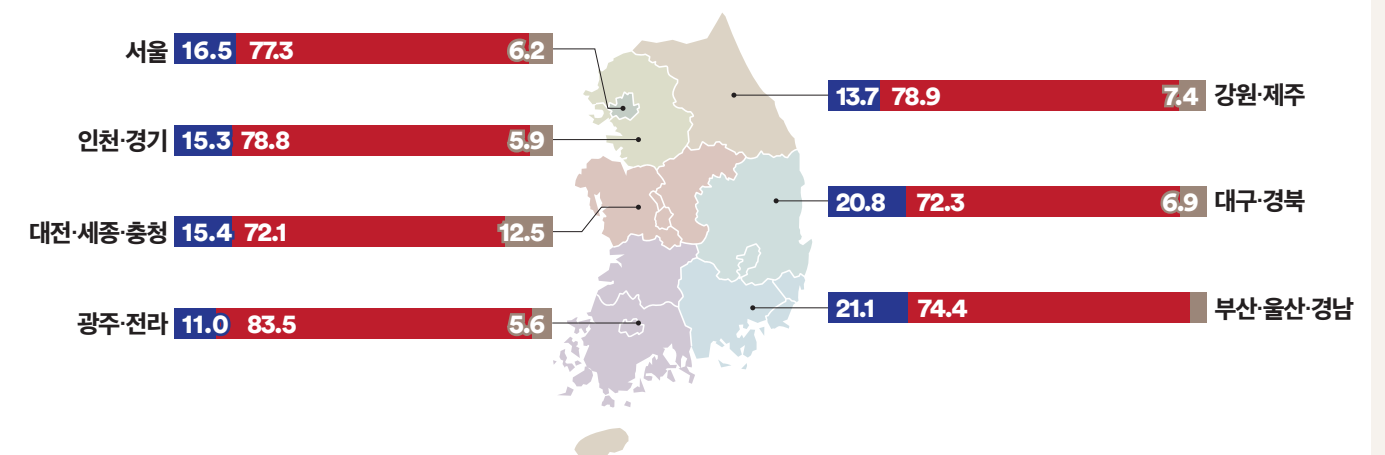 서울 16.5 77.3 6.2
인천·경기 15.3 78.8 5.9
대전·세종·충청 15.4 72.1 12.5
광주·전라 11.0 83.5 5.6
13.7 78.9 7.4 강원·제주
20.8 72.3 6.9 대구·경북
21.1 74.4 부산·울산·경남